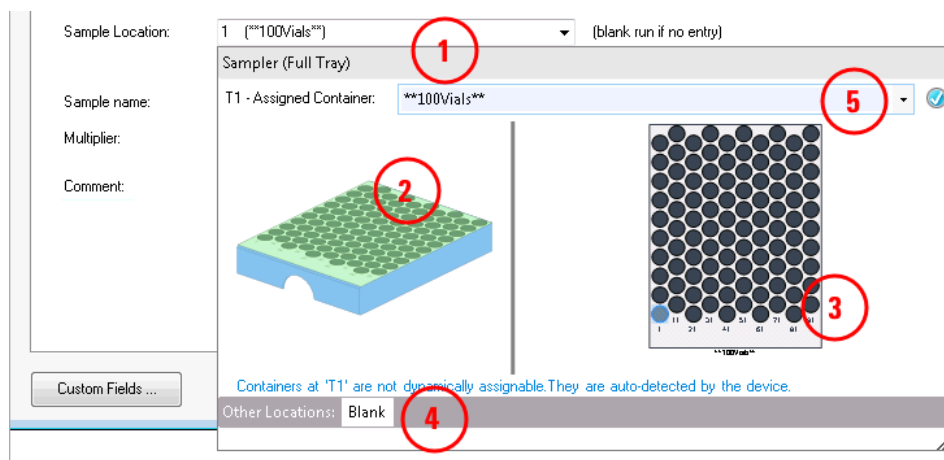 Sample Location: 1 (**100Vials**) (blank run if no entry)
1
Sampler (Full Tray)
Sample name: T1 - Assigned Container: **100Vials** 5
Multiplier:
2
Comment:
3
11 31 51 71 91
1 21 41 61 81
**100Vials**
Custom Fields ... Containers at 'T1' are not dynamically assignable.They are auto-detected by the device.
Other Locations: Blank 4